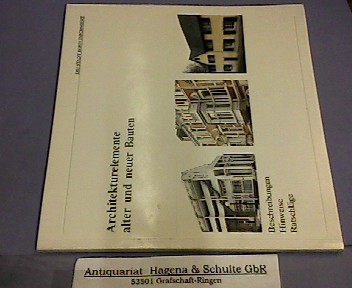 Architekturelemente
alter und neuer Bauten
Beschreibungen
Hinweise
Ratschläge
Antiquariat Hagena & Schulte GbR
53501 Grafschaft-Ringen